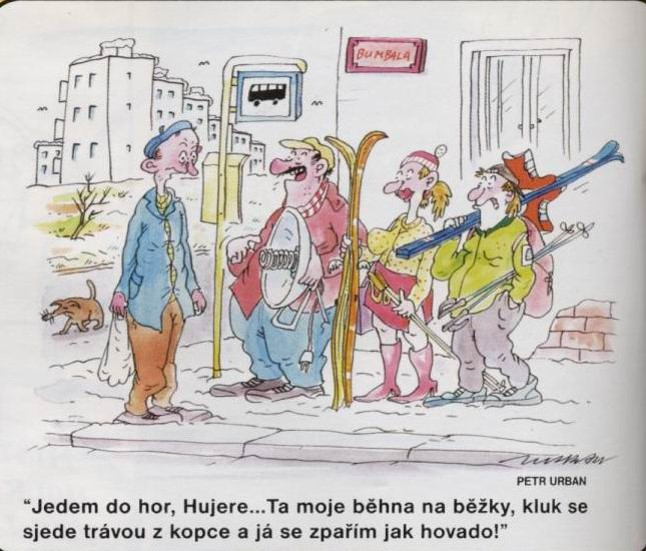 BUMBALA
PETR URBAN
"Jedem do hor, Hujere...Ta moje běhna na běžky, kluk se
sjede trávou z kopce a já se zpařím jak hovado!"